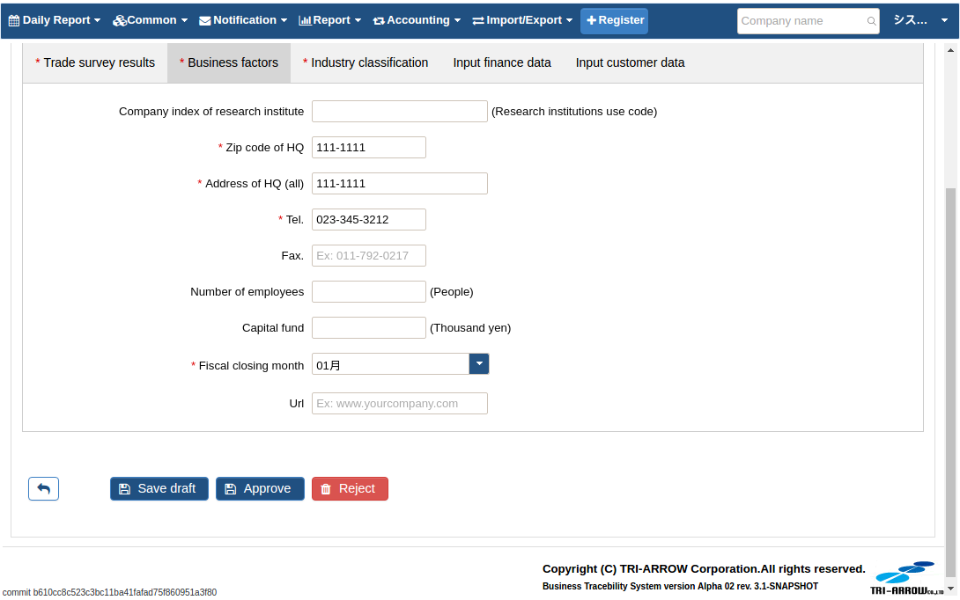 Daily Report Common Notification Report Accounting Import/Export Register Company name シス...
* Trade survey results * Business factors * Industry classification Input finance data Input customer data
Company index of research institute (Research institutions use code)
* Zip code of HQ 111-1111
* Address of HQ (all) 111-1111
* Tel. 023-345-3212
Fax. Ex: 011-792-0217
Number of employees (People)
Capital fund (Thousand yen)
* Fiscal closing month 01月
Url Ex: www.yourcompany.com
Save draft Approve Reject
Copyright (C) TRI-ARROW Corporation.All rights reserved.
Business Tracebility System version Alpha 02 rev. 3.1-SNAPSHOT
TRI-ARROW CO.,LTD
commit b610cc8c523c3bc11ba41fafad75f860951a3f80